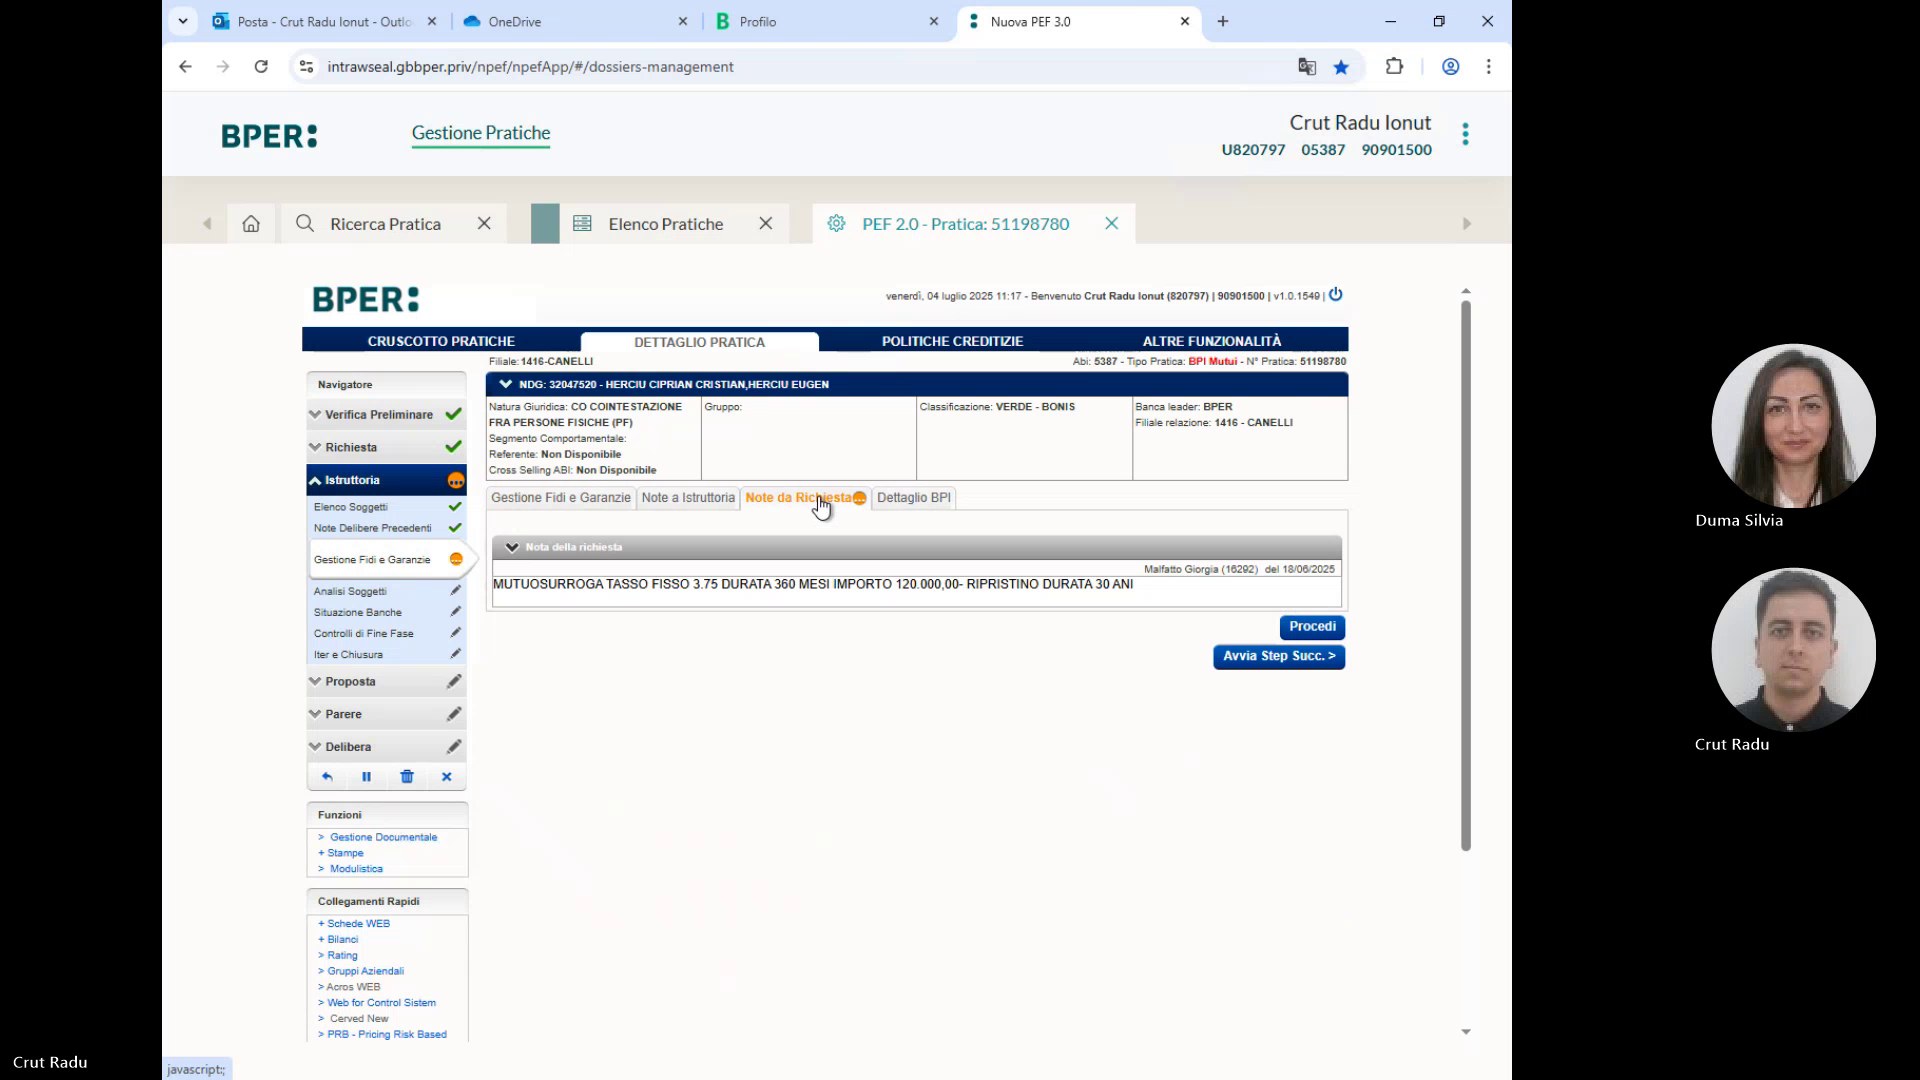 Posta - Crut Radu Ionut - Outlo
OneDrive
Profilo
Nuova PEF 3.0
intrawseal.gbbper.priv/npef/npefApp/#/dossiers-management
BPER:
Gestione Pratiche
Crut Radu Ionut
U820797 05387 90901500
Ricerca Pratica
Elenco Pratiche
PEF 2.0 - Pratica: 51198780
BPER:
venerdì, 04 luglio 2025 11:17 - Benvenuto Crut Radu Ionut (820797) | 90901500 | v1.0.1549 |
CRUSCOTTO PRATICHE
DETTAGLIO PRATICA
POLITICHE CREDITIZIE
ALTRE FUNZIONALITÀ
Filiale: 1416-CANELLI
Abi: 5387 - Tipo Pratica: BPI Mutui - N° Pratica: 51198780
Navigatore
Verifica Preliminare
Richiesta
Istruttoria
Elenco Soggetti
Note Delibere Precedenti
Gestione Fidi e Garanzie
Analisi Soggetti
Situazione Banche
Controlli di Fine Fase
Iter e Chiusura
Proposta
Parere
Delibera
Funzioni
> Gestione Documentale
+ Stampe
> Modulistica
Collegamenti Rapidi
+ Schede WEB
+ Bilanci
> Rating
> Gruppi Aziendali
> Acros WEB
> Web for Control Sistem
> Cerved New
> PRB - Pricing Risk Based
NDG: 32047520 - HERCIU CIPRIAN CRISTIAN,HERCIU EUGEN
Natura Giuridica: CO COINTESTAZIONE
FRA PERSONE FISICHE (PF)
Segmento Comportamentale:
Referente: Non Disponibile
Cross Selling ABI: Non Disponibile
Gruppo:
Classificazione: VERDE - BONIS
Banca leader: BPER
Filiale relazione: 1416 - CANELLI
Gestione Fidi e Garanzie
Note a Istruttoria
Note da Richiesta
Dettaglio BPI
Nota della richiesta
Malfatto Giorgia (16292) del 18/06/2025
MUTUOSURROGA TASSO FISSO 3.75 DURATA 360 MESI IMPORTO 120.000,00- RIPRISTINO DURATA 30 ANI
Procedi
Avvia Step Succ. >
javascript:;
Duma Silvia
Crut Radu
Crut Radu